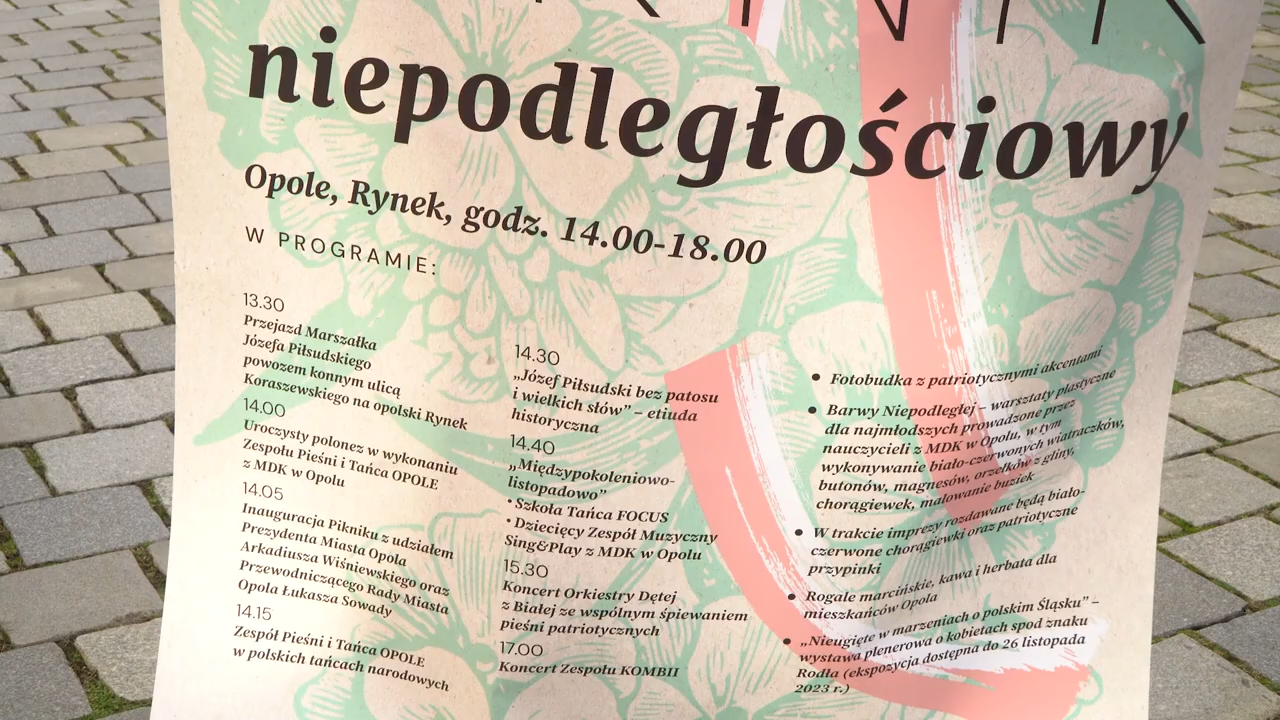 niepodległościowy
Opole, Rynek, godz. 14.00-18.00
W PROGRAMIE:
13.30
Przejazd Marszałka
Józefa Piłsudskiego
powozem konnym ulicą
Koraszewskiego na opolski Rynek
14.00
Uroczysty polonez w wykonaniu
Zespołu Pieśni i Tańca OPOLE
z MDK w Opolu
14.05
Inauguracja Pikniku z udziałem
Prezydenta Miasta Opola
Arkadiusza Wiśniewskiego oraz
Przewodniczącego Rady Miasta
Opola Łukasza Sowady
14.15
Zespół Pieśni i Tańca OPOLE
w polskich tańcach narodowych
14.30
„Józef Piłsudski bez patosu
i wielkich słów” – etiuda
historyczna
14.40
„Międzypokoleniowo-
listopadowo”
• Szkoła Tańca FOCUS
• Dziecięcy Zespół Muzyczny
Sing&Play z MDK w Opolu
15.30
Koncert Orkiestry Dętej
z Białej ze wspólnym śpiewaniem
pieśni patriotycznych
17.00
Koncert Zespołu KOMBII
• Fotobudka z patriotycznymi akcentami
• Barwy Niepodległej – warsztaty plastyczne
dla najmłodszych prowadzone przez
nauczycieli z MDK w Opolu, w tym
wykonywanie biało-czerwonych wiatraczków,
butonów, magnesów, orzełków z gliny,
chorągiewek, malowanie buziek
• W trakcie imprezy rozdawane będą biało-
czerwone chorągiewki oraz patriotyczne
przypinki
• Rogale marcińskie, kawa i herbata dla
mieszkańców Opola
• „Nieugięte w marzeniach o polskim Śląsku” –
wystawa plenerowa o kobietach spod znaku
Rodła (ekspozycja dostępna do 26 listopada
2023 r.)